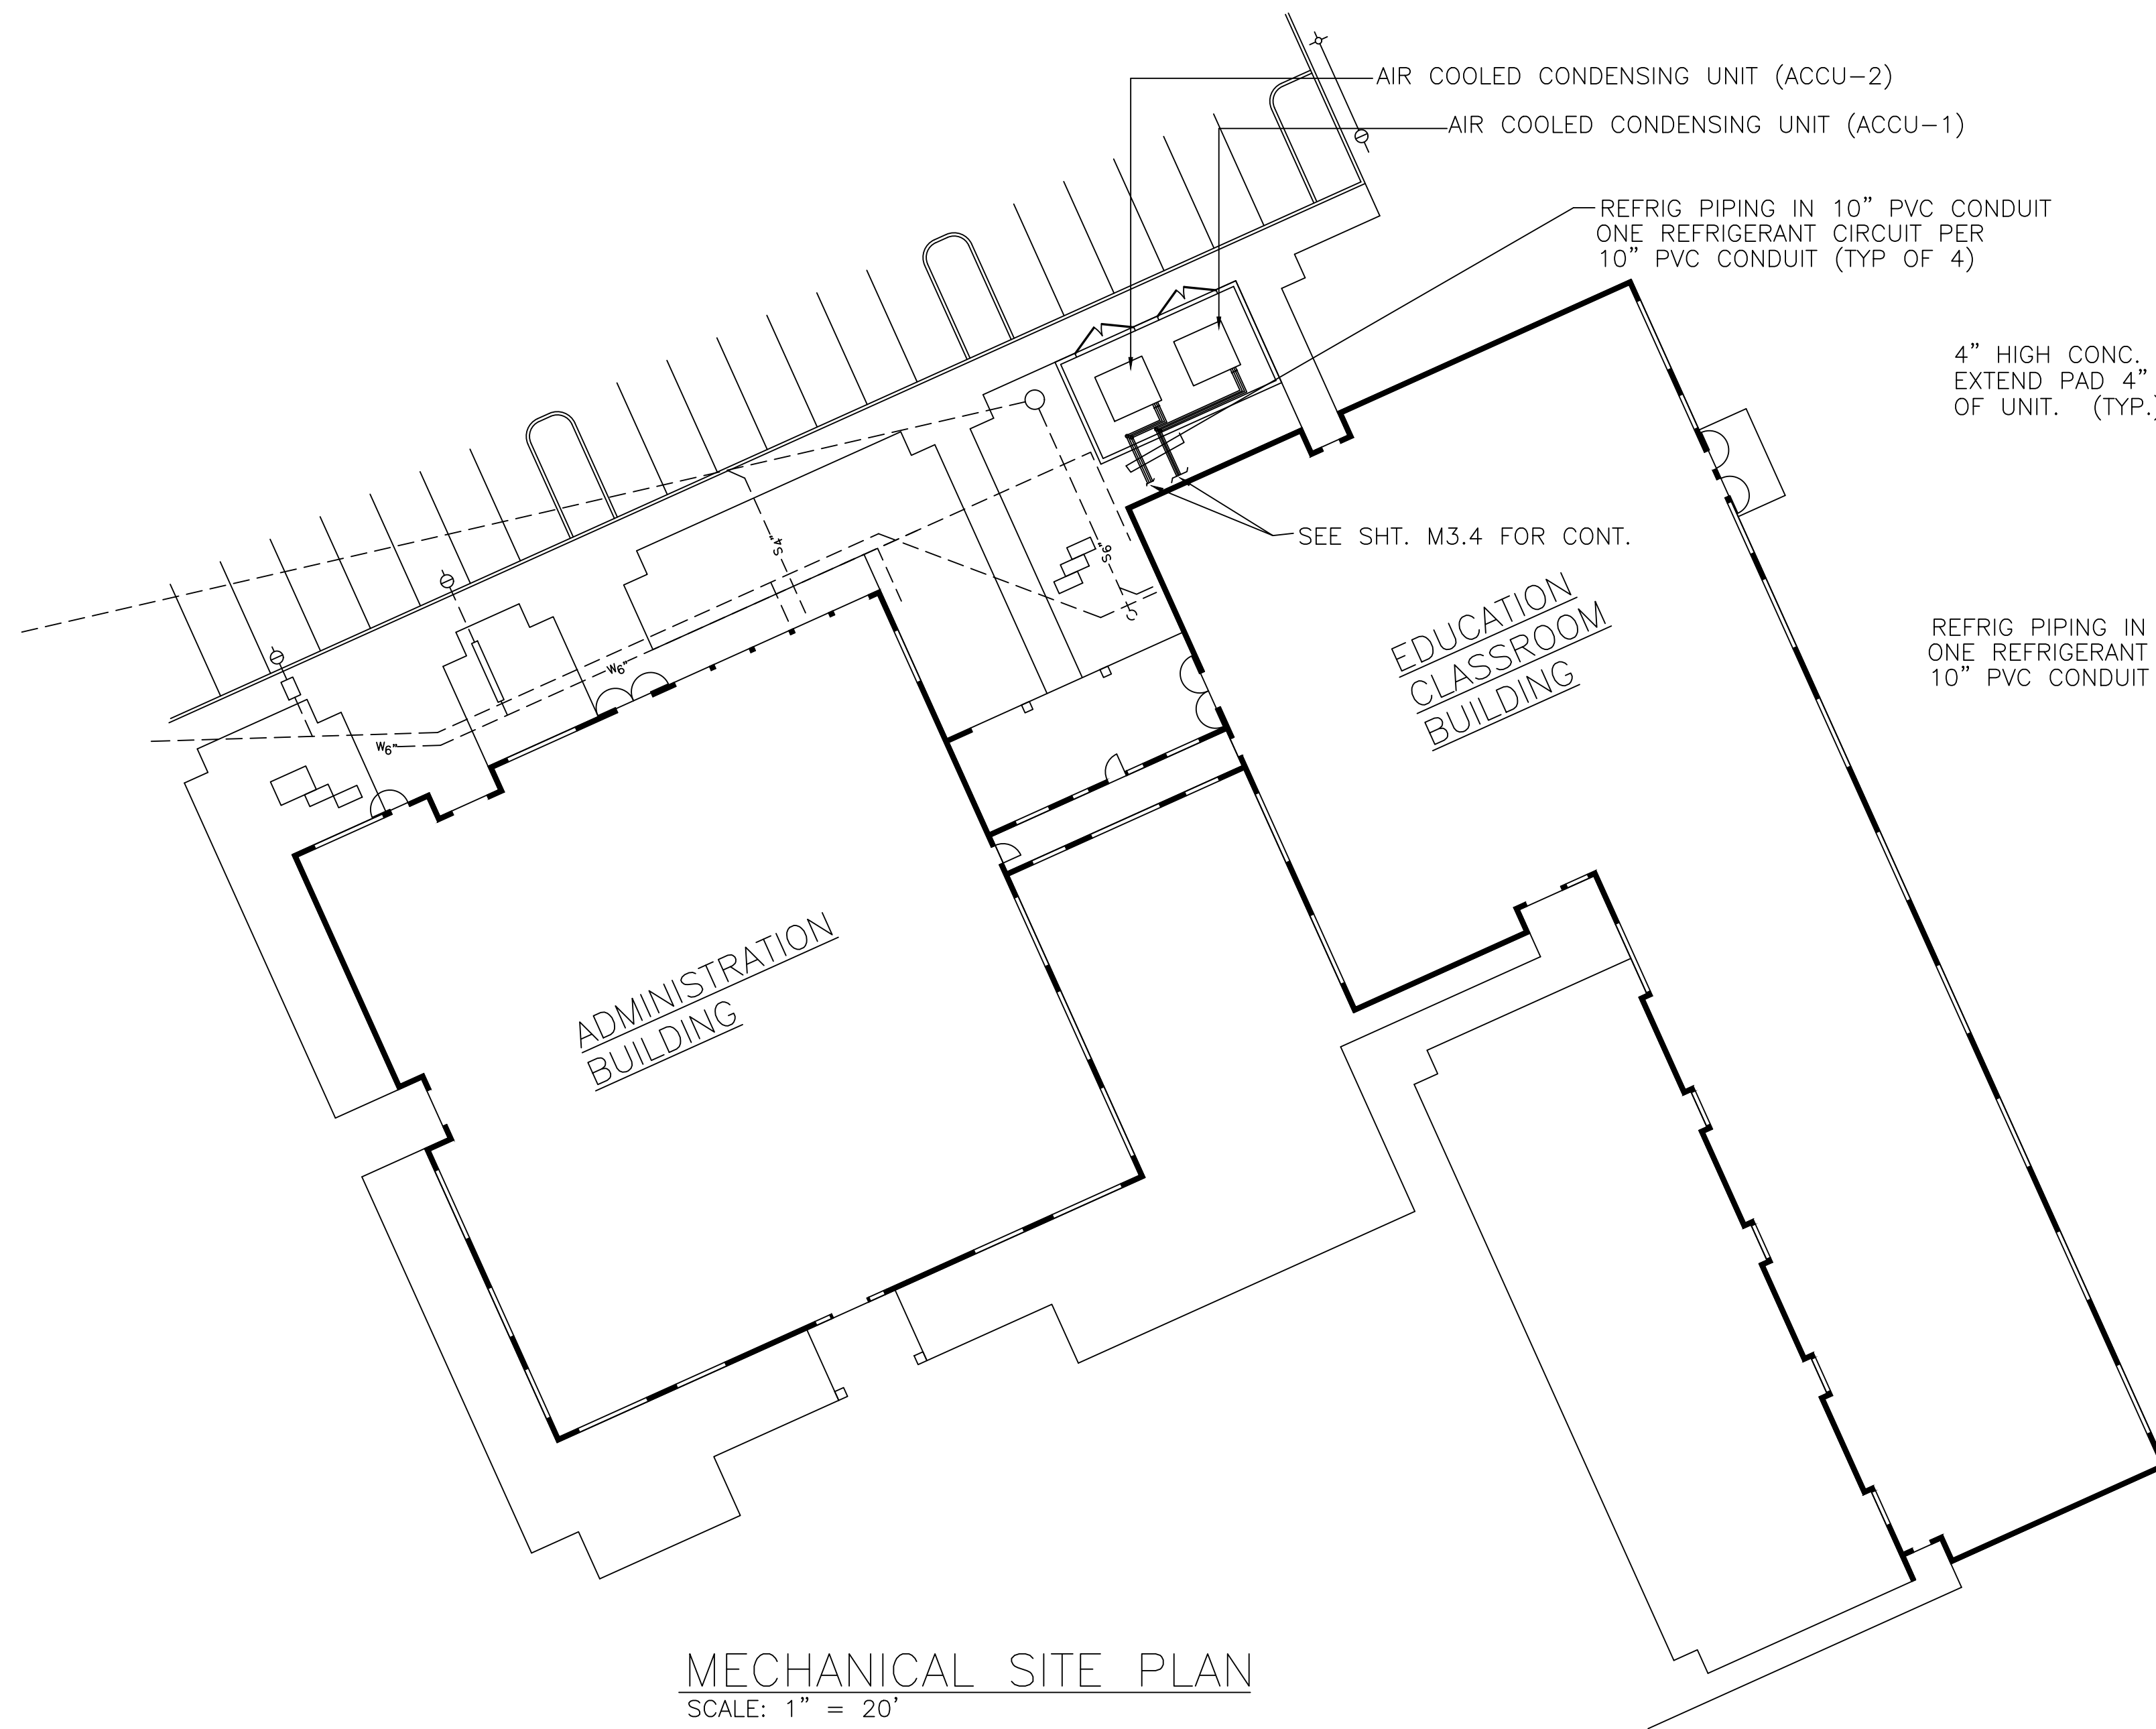 AIR COOLED CONDENSING UNIT (ACCU-2)
AIR COOLED CONDENSING UNIT (ACCU-1)
REFRIG PIPING IN 10" PVC CONDUIT
ONE REFRIGERANT CIRCUIT PER
10" PVC CONDUIT (TYP OF 4)
4" HIGH CONC.
EXTEND PAD 4"
OF UNIT. (TYP.)
SEE SHT. M3.4 FOR CONT.
S4"
S6"
W6"
W6"
EDUCATION
CLASSROOM
BUILDING
REFRIG PIPING IN
ONE REFRIGERANT
10" PVC CONDUIT
ADMINISTRATION
BUILDING
MECHANICAL SITE PLAN
SCALE: 1" = 20'